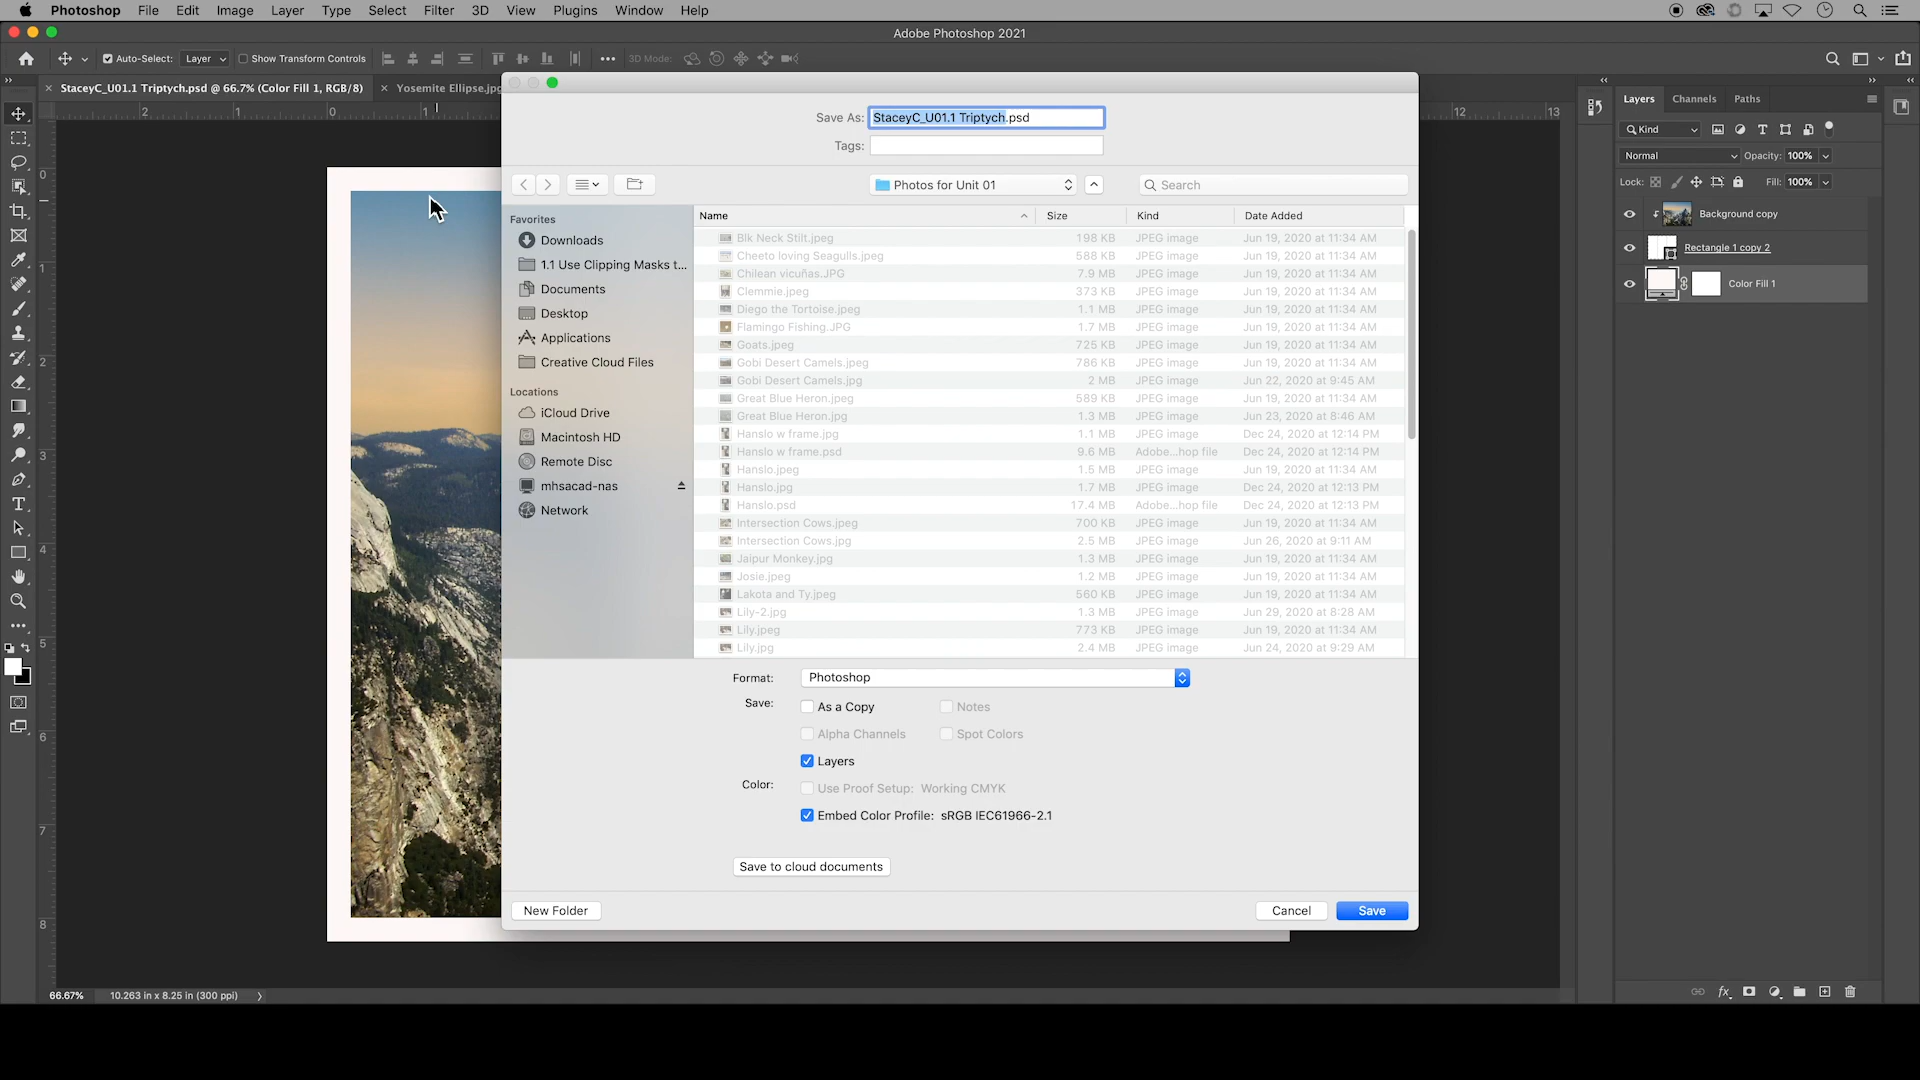 Photoshop File Edit Image Layer Type Select Filter 3D View Plugins Window Help
Adobe Photoshop 2021
Auto-Select: Layer Show Transform Controls 3D Mode:
StaceyC_U01.1 Triptych.psd @ 66.7% (Color Fill 1, RGB/8) Yosemite Ellipse.jpg
2 1 0 1 12 13
0
1
2
3
4
5
6
7
8
Save As: StaceyC_U01.1 Triptych.psd
Tags:
Photos for Unit 01 Search
Favorites
Downloads
1.1 Use Clipping Masks t...
Documents
Desktop
Applications
Creative Cloud Files
Locations
iCloud Drive
Macintosh HD
Remote Disc
mhsacad-nas
Network
Name Size Kind Date Added
Blk Neck Stilt.jpeg 198 KB JPEG image Jun 19, 2020 at 11:34 AM
Cheeto loving Seagulls.jpeg 588 KB JPEG image Jun 19, 2020 at 11:34 AM
Chilean vicuñas.JPG 7.9 MB JPEG image Jun 19, 2020 at 11:34 AM
Clemmie.jpeg 373 KB JPEG image Jun 19, 2020 at 11:34 AM
Diego the Tortoise.jpeg 1.1 MB JPEG image Jun 19, 2020 at 11:34 AM
Flamingo Fishing.JPG 1.7 MB JPEG image Jun 19, 2020 at 11:34 AM
Goats.jpeg 725 KB JPEG image Jun 19, 2020 at 11:34 AM
Gobi Desert Camels.jpeg 786 KB JPEG image Jun 19, 2020 at 11:34 AM
Gobi Desert Camels.jpg 2 MB JPEG image Jun 22, 2020 at 9:45 AM
Great Blue Heron.jpeg 589 KB JPEG image Jun 19, 2020 at 11:34 AM
Great Blue Heron.jpg 1.3 MB JPEG image Jun 23, 2020 at 8:46 AM
Hanslo w frame.jpg 1.1 MB JPEG image Dec 24, 2020 at 12:14 PM
Hanslo w frame.psd 9.6 MB Adobe...hop file Dec 24, 2020 at 12:14 PM
Hanslo.jpeg 1.5 MB JPEG image Jun 19, 2020 at 11:34 AM
Hanslo.jpg 1.7 MB JPEG image Dec 24, 2020 at 12:13 PM
Hanslo.psd 17.4 MB Adobe...hop file Dec 24, 2020 at 12:13 PM
Intersection Cows.jpeg 700 KB JPEG image Jun 19, 2020 at 11:34 AM
Intersection Cows.jpg 2.5 MB JPEG image Jun 26, 2020 at 9:11 AM
Jaipur Monkey.jpg 1.3 MB JPEG image Jun 19, 2020 at 11:34 AM
Josie.jpeg 1.2 MB JPEG image Jun 19, 2020 at 11:34 AM
Lakota and Ty.jpeg 560 KB JPEG image Jun 19, 2020 at 11:34 AM
Lily-2.jpg 1.3 MB JPEG image Jun 29, 2020 at 8:28 AM
Lily.jpeg 773 KB JPEG image Jun 19, 2020 at 11:34 AM
Lily.jpg 2.4 MB JPEG image Jun 24, 2020 at 9:29 AM
Format: Photoshop
Save: As a Copy Notes
Alpha Channels Spot Colors
Layers
Color: Use Proof Setup: Working CMYK
Embed Color Profile: sRGB IEC61966-2.1
Save to cloud documents
New Folder Cancel Save
Layers Channels Paths
Kind
Normal Opacity: 100%
Lock: Fill: 100%
Background copy
Rectangle 1 copy 2
Color Fill 1
fx
66.67% 10.263 in x 8.25 in (300 ppi)